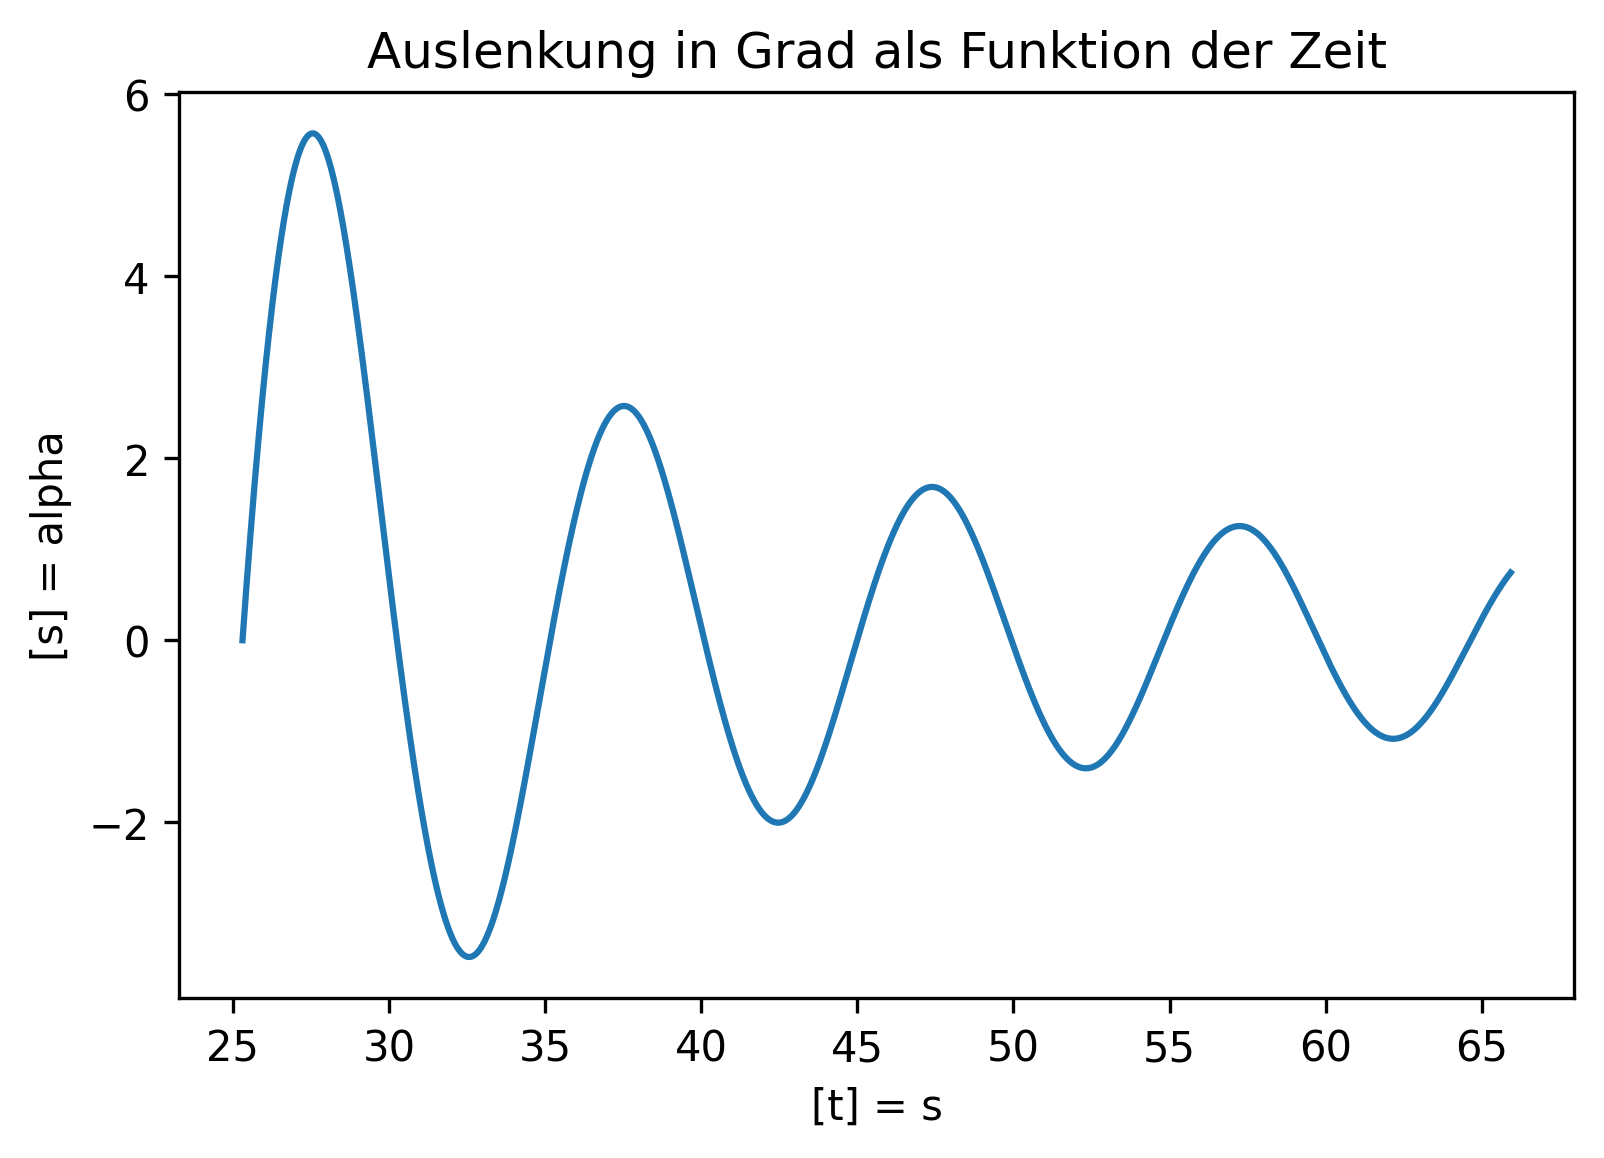 Auslenkung in Grad als Funktion der Zeit
6
4
2
0
−2
[s] = alpha
25 30 35 40 45 50 55 60 65
[t] = s